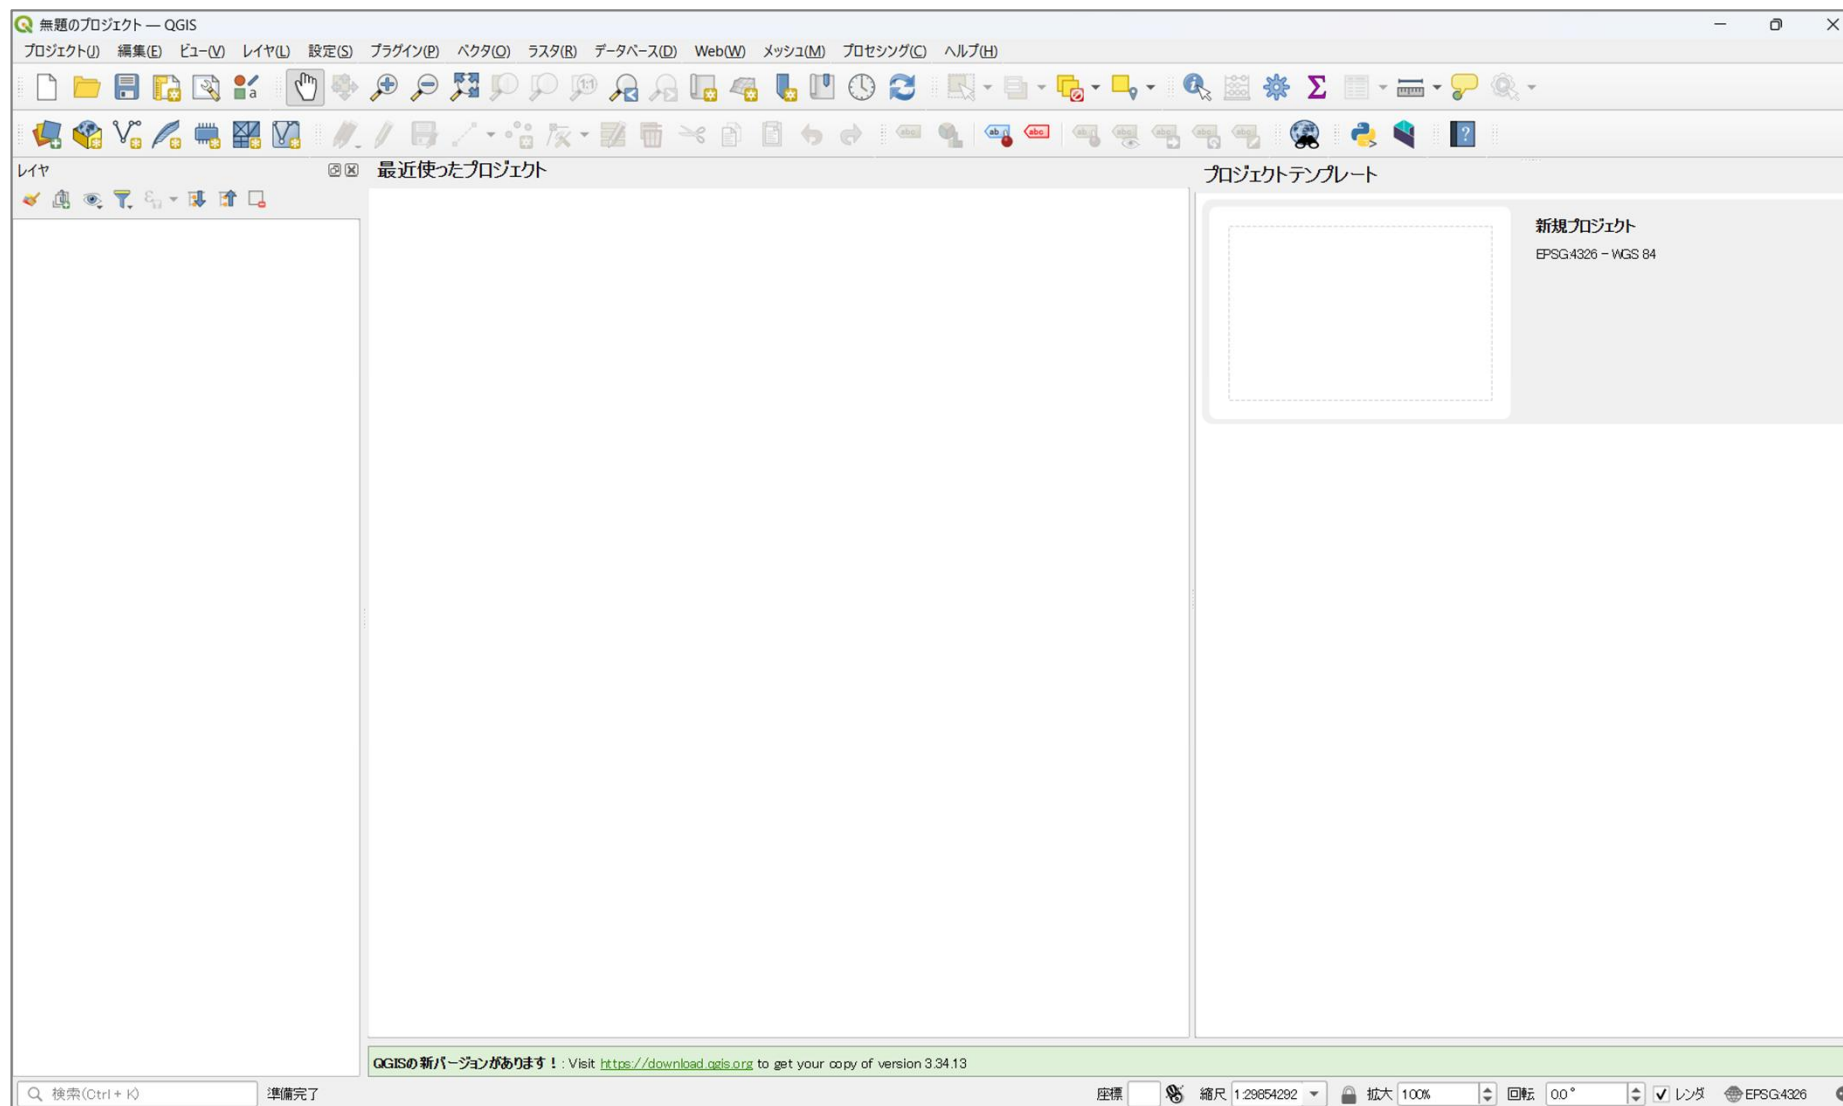 無題のプロジェクト — QGIS
プロジェクト(J) 編集(E) ビュー(V) レイヤ(L) 設定(S) プラグイン(P) ベクタ(O) ラスタ(R) データベース(D) Web(W) メッシュ(M) プロセシング(C) ヘルプ(H)
レイヤ
最近使ったプロジェクト
プロジェクトテンプレート
新規プロジェクト
EPSG:4326 - WGS 84
QGISの新バージョンがあります！: Visit https://download.qgis.org to get your copy of version 3.34.13
検索(Ctrl + K) 準備完了 座標 縮尺 1:29854292 拡大 100% 回転 0.0 ° レンダ EPSG:4326